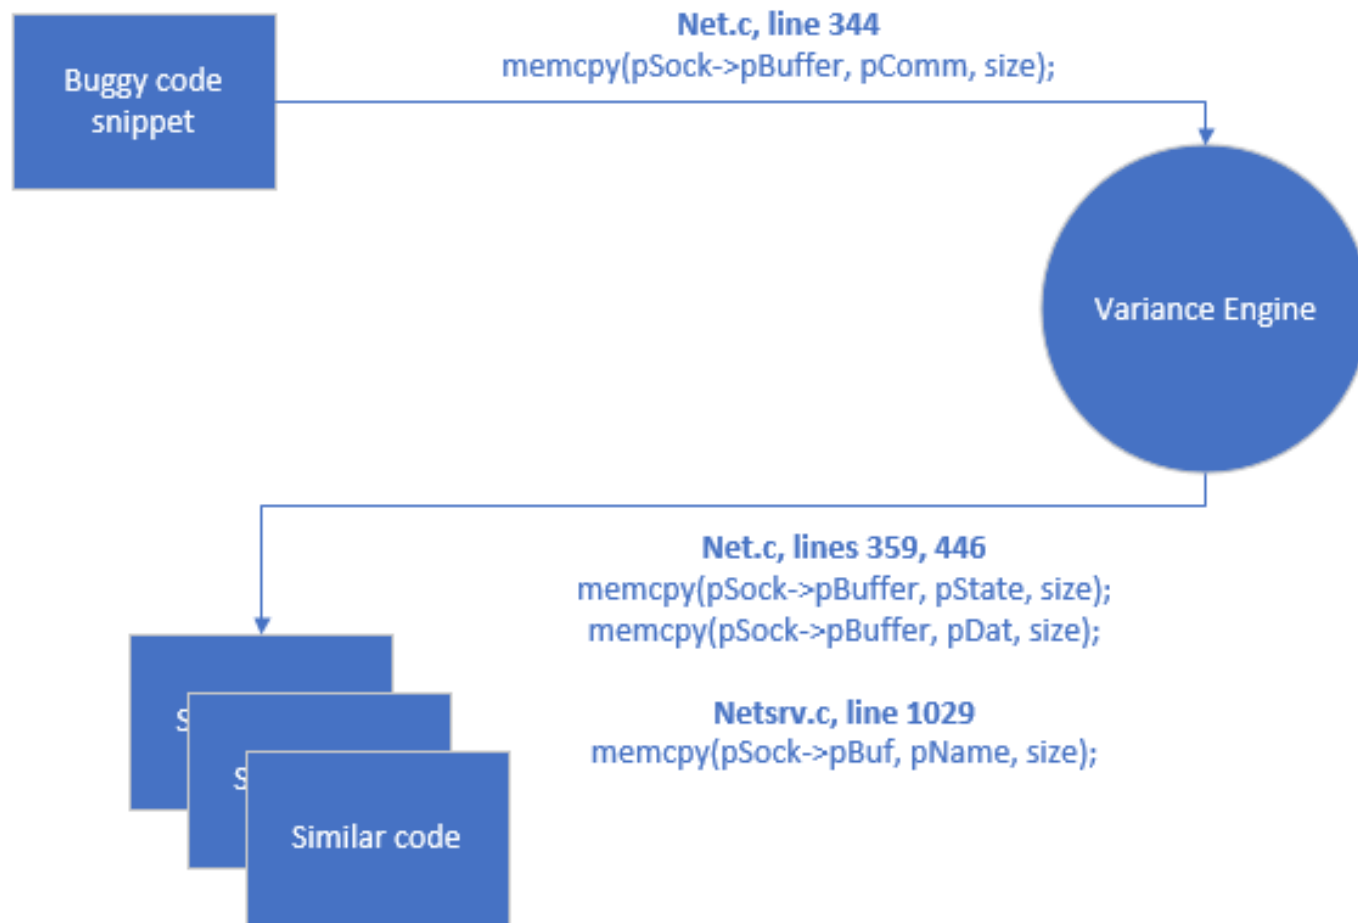 Buggy code
snippet
Net.c, line 344
memcpy(pSock->pBuffer, pComm, size);
Variance Engine
Net.c, lines 359, 446
memcpy(pSock->pBuffer, pState, size);
memcpy(pSock->pBuffer, pDat, size);
Netsrv.c, line 1029
memcpy(pSock->pBuf, pName, size);
S
S
Similar code